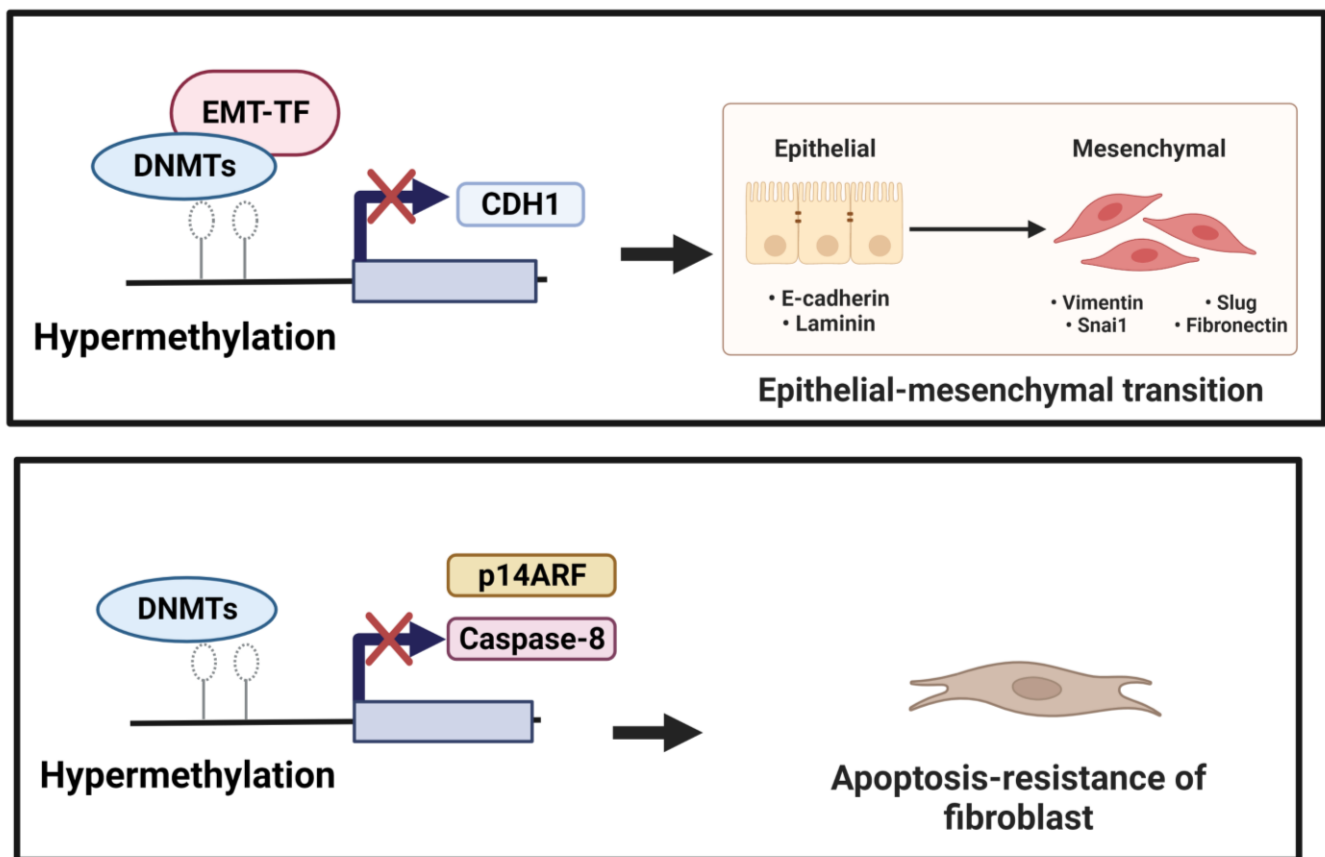 EMT-TF
DNMTs
CDH1
Hypermethylation
Epithelial
Mesenchymal
• E-cadherin
• Laminin
• Vimentin
• Snai1
• Slug
• Fibronectin
Epithelial-mesenchymal transition
p14ARF
DNMTs
Caspase-8
Hypermethylation
Apoptosis-resistance of
fibroblast